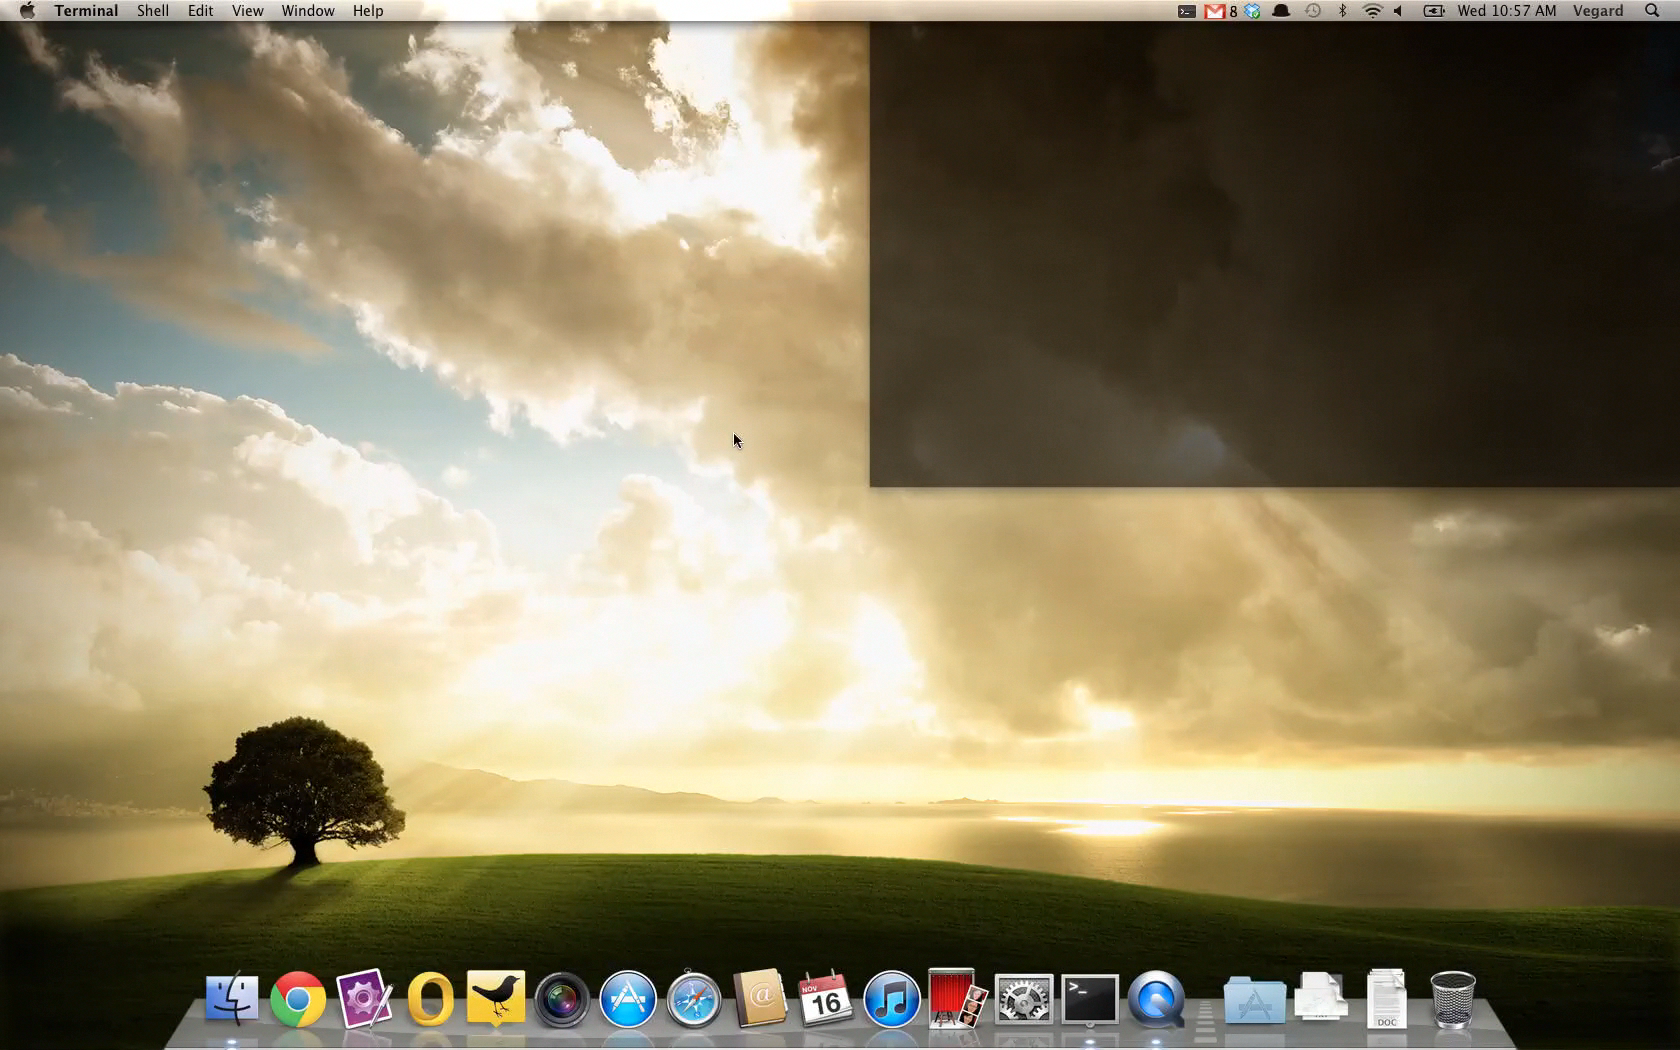 Terminal Shell Edit View Window Help 8 Wed 10:57 AM Vegard
NOV
16
>_
DOC